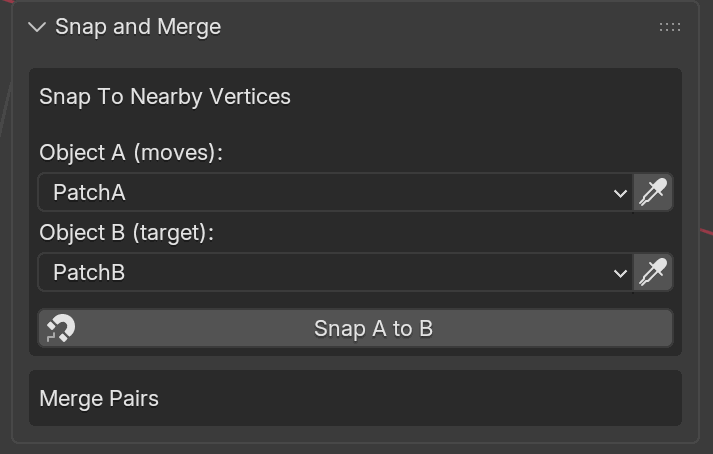 Snap and Merge
Snap To Nearby Vertices
Object A (moves):
PatchA
Object B (target):
PatchB
Snap A to B
Merge Pairs